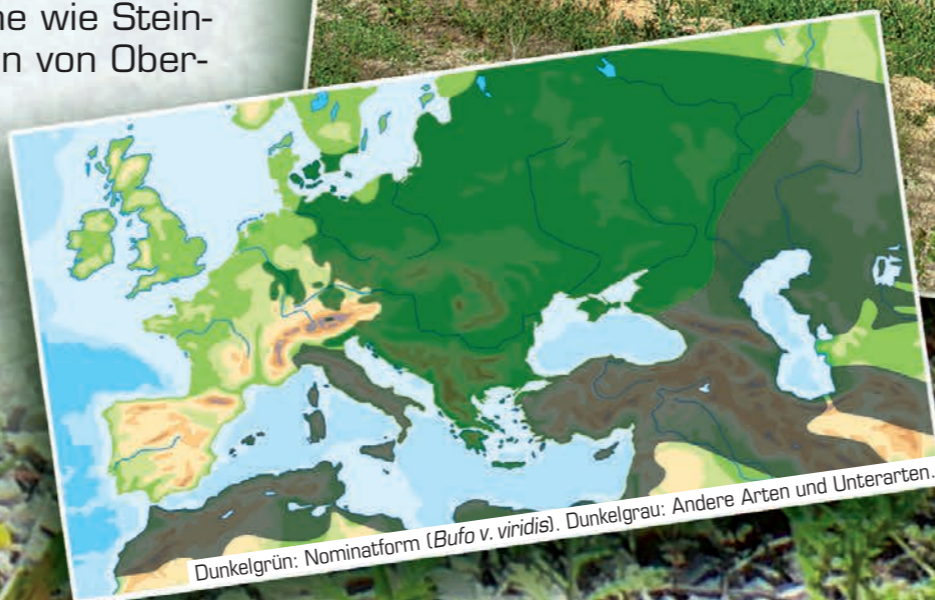 ne wie Stein-
n von Ober-
Dunkelgrün: Nominatform (Bufo v. viridis). Dunkelgrau: Andere Arten und Unterarten.